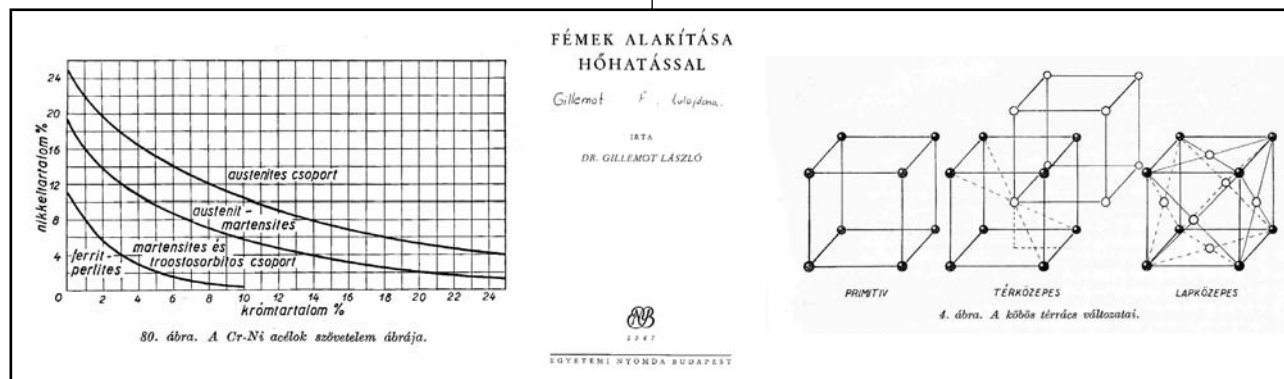 24
20
16
12
8
4
nikkeltartalom %
austenites csoport
austenit-
martensites
martensites és
troostosorbitos csoport
ferrit-
perlites
0 2 4 6 8 10 12 14 16 18 20 22 24
krómtartalom %
80. ábra. A Cr-Ni acélok szövetelem ábrája.
FÉMEK ALAKÍTÁSA
HŐHATÁSSAL
Gillemot F. tulajdona.
IRTA
DR. GILLEMOT LÁSZLÓ
EGYETEMI NYOMDA BUDAPEST
PRIMITIV
TÉRKÖZEPES
LAPKÖZEPES
4. ábra. A köbös térrács változatai.